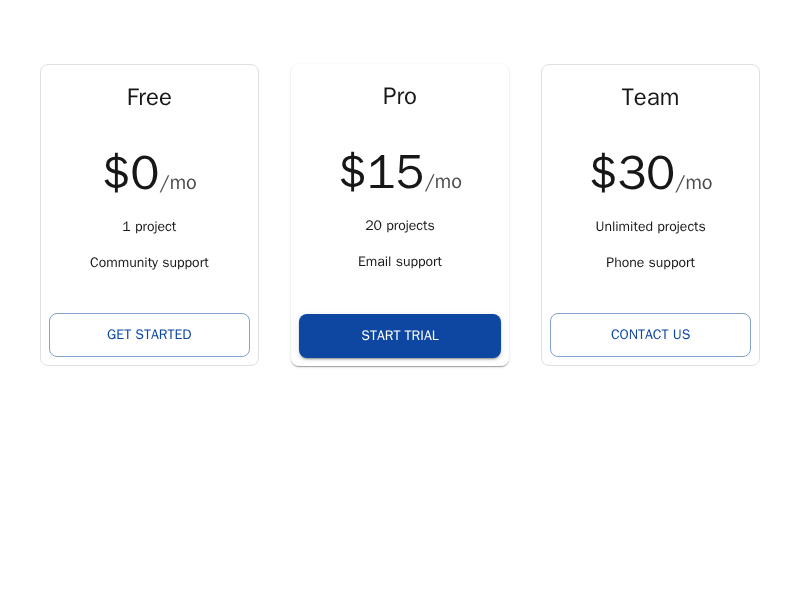 Free
$0/mo
1 project
Community support
GET STARTED
Pro
$15/mo
20 projects
Email support
START TRIAL
Team
$30/mo
Unlimited projects
Phone support
CONTACT US